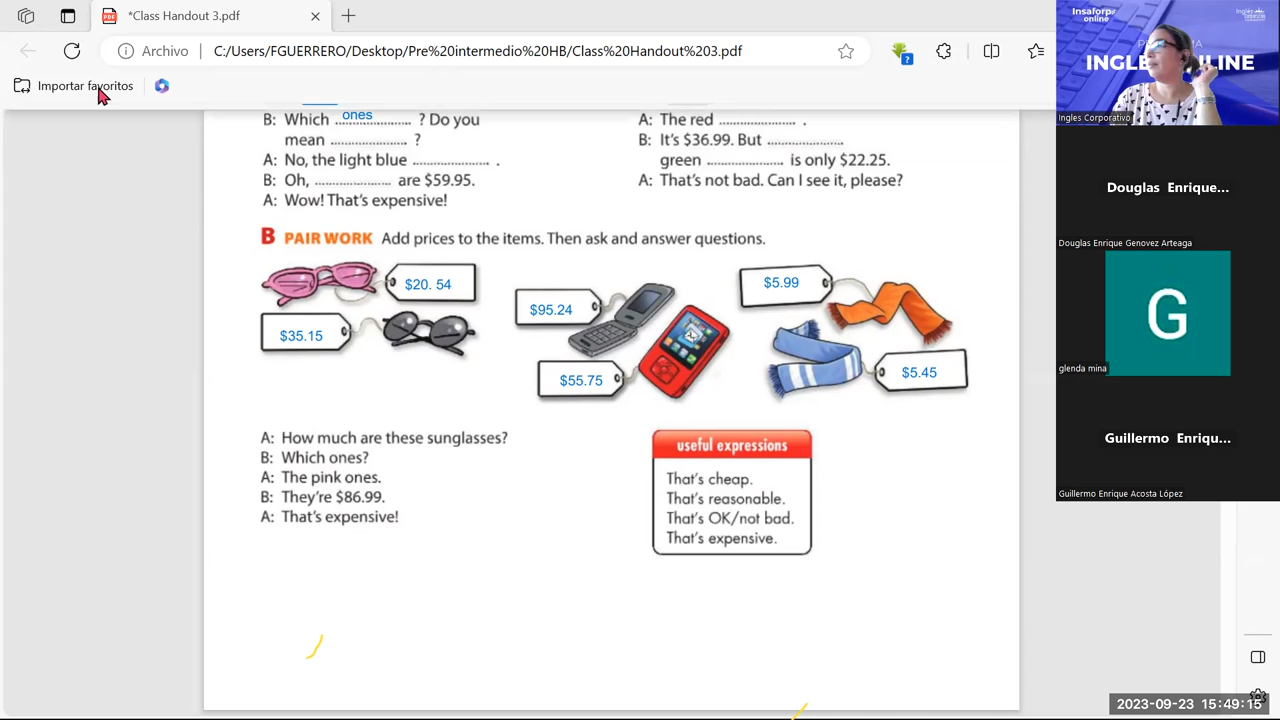 *Class Handout 3.pdf
Archivo
C:/Users/FGUERRERO/Desktop/Pre%20intermedio%20HB/Class%20Handout%203.pdf
Importar favoritos
B: Which ones ? Do you
mean ?
A: No, the light blue .
B: Oh, are $59.95.
A: Wow! That's expensive!
A: The red .
B: It's $36.99. But
green is only $22.25.
A: That's not bad. Can I see it, please?
B PAIR WORK Add prices to the items. Then ask and answer questions.
$20. 54
$35.15
$95.24
$55.75
$5.99
$5.45
A: How much are these sunglasses?
B: Which ones?
A: The pink ones.
B: They're $86.99.
A: That's expensive!
useful expressions
That's cheap.
That's reasonable.
That's OK/not bad.
That's expensive.
Insaforp
online
Ingles Corporativo
Douglas Enrique...
Douglas Enrique Genovez Arteaga
G
glenda mina
Guillermo Enriqu...
Guillermo Enrique Acosta López
2023-09-23 15:49:15